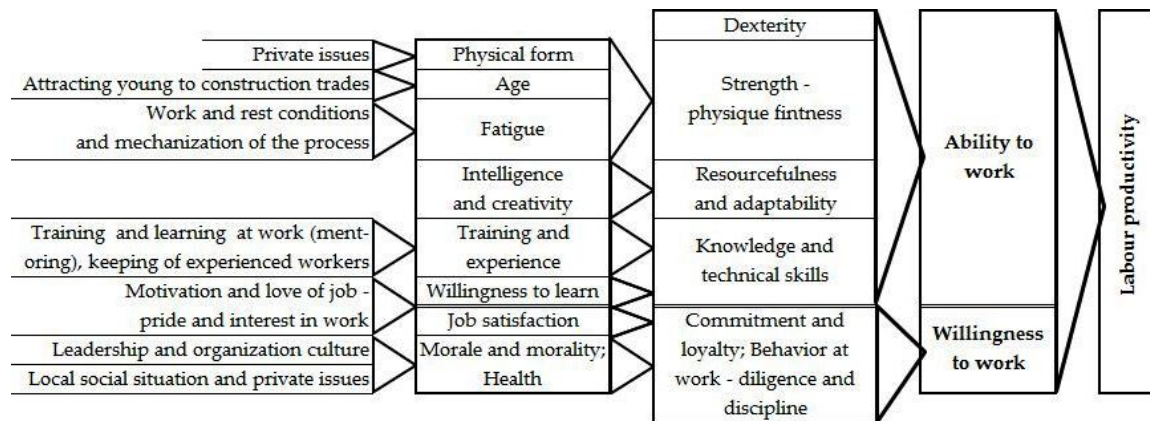 Private issues
Attracting young to construction trades
Work and rest conditions
and mechanization of the process
Training and learning at work (ment-
oring), keeping of experienced workers
Motivation and love of job -
pride and interest in work
Leadership and organization culture
Local social situation and private issues
Physical form
Age
Fatigue
Intelligence
and creativity
Training and
experience
Willingness to learn
Job satisfaction
Morale and morality;
Health
Dexterity
Strength -
physique fintness
Resourcefulness
and adaptability
Knowledge and
technical skills
Commitment and
loyalty; Behavior at
work - diligence and
discipline
Ability to
work
Willingness
to work
Labour productivity